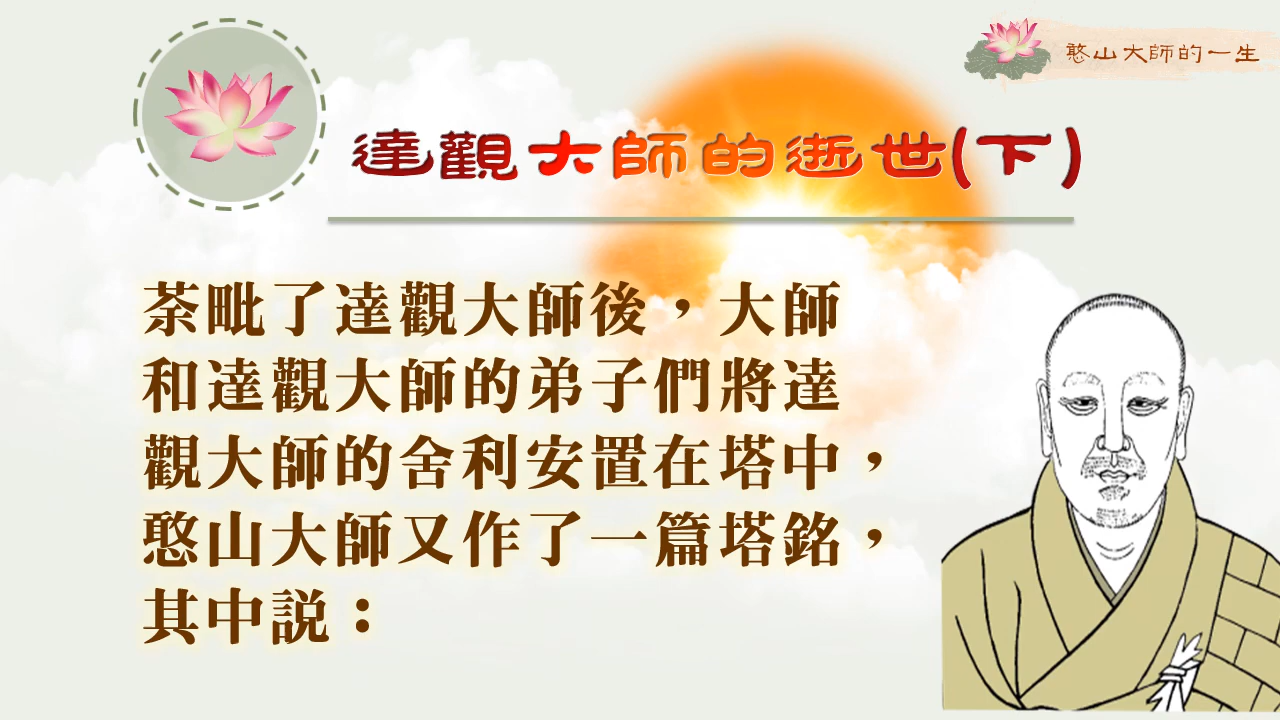 憨山大師的一生
達觀大師的逝世(下)
荼毗了達觀大師後，大師
和達觀大師的弟子們將達
觀大師的舍利安置在塔中，
憨山大師又作了一篇塔銘，
其中説：